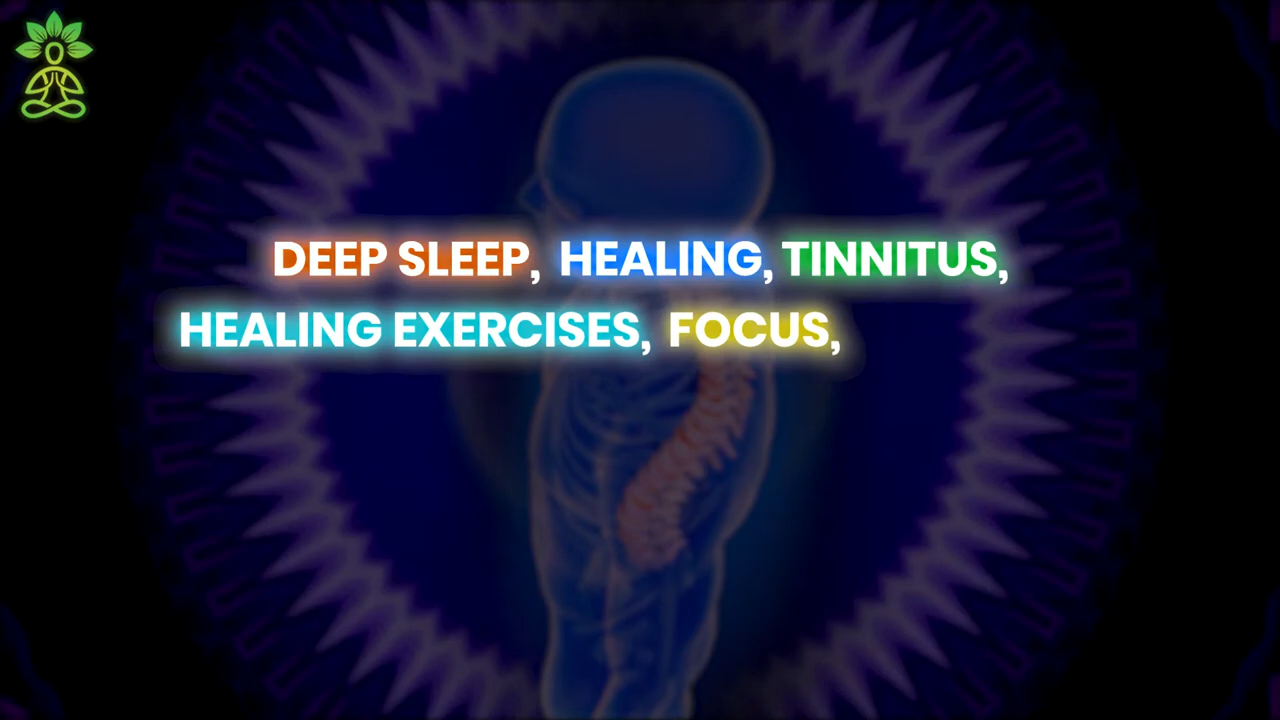 DEEP SLEEP, HEALING, TINNITUS,
HEALING EXERCISES, FOCUS,